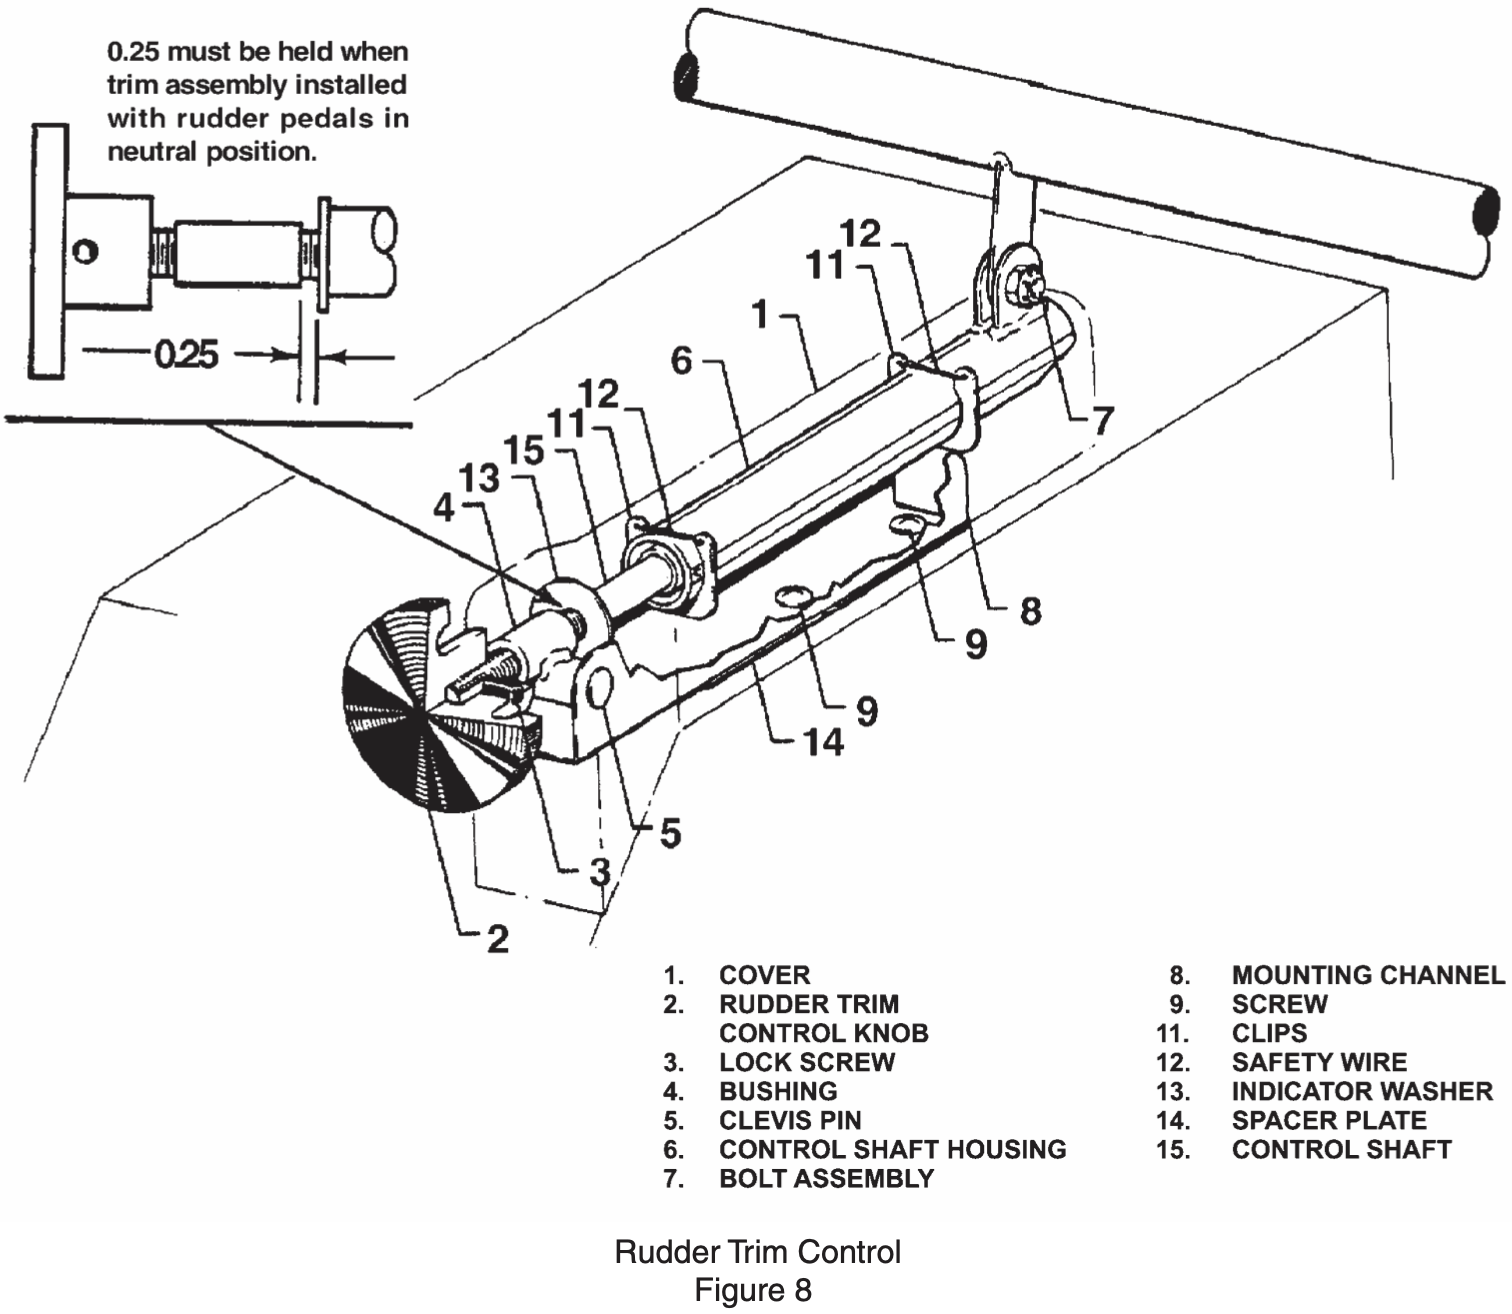 0.25 must be held when
trim assembly installed
with rudder pedals in
neutral position.
0.25
12
11
1
6
12
11
15
13
4
7
8
9
9
14
5
3
2
1. COVER
2. RUDDER TRIM
CONTROL KNOB
3. LOCK SCREW
4. BUSHING
5. CLEVIS PIN
6. CONTROL SHAFT HOUSING
7. BOLT ASSEMBLY
8. MOUNTING CHANNEL
9. SCREW
11. CLIPS
12. SAFETY WIRE
13. INDICATOR WASHER
14. SPACER PLATE
15. CONTROL SHAFT
Rudder Trim Control
Figure 8